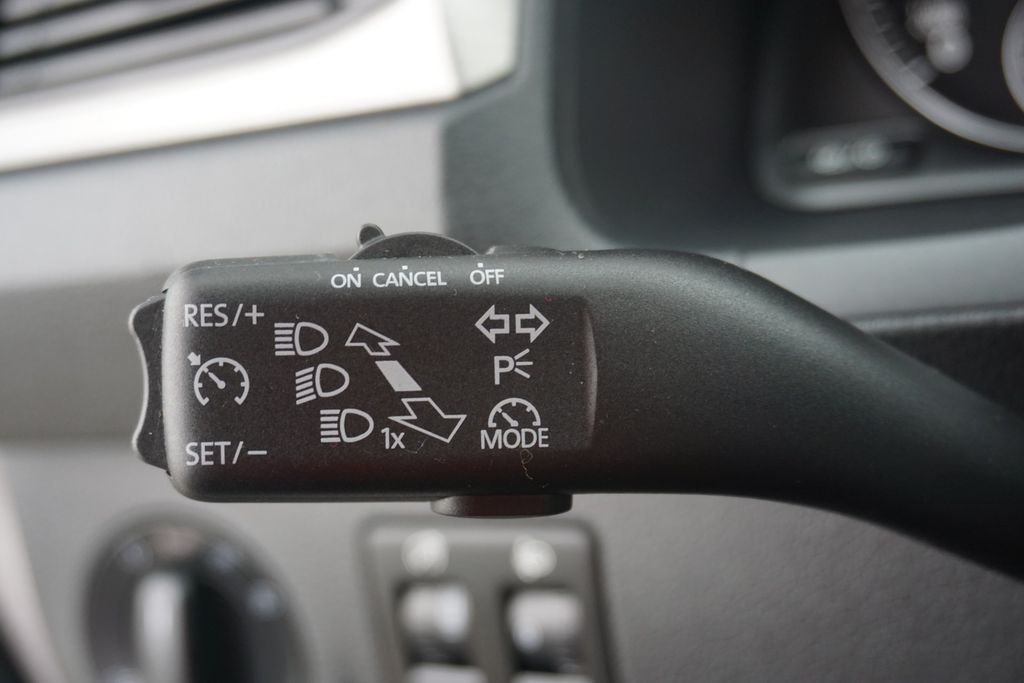 ON CANCEL OFF
RES/+
P
1x
MODE
SET/−